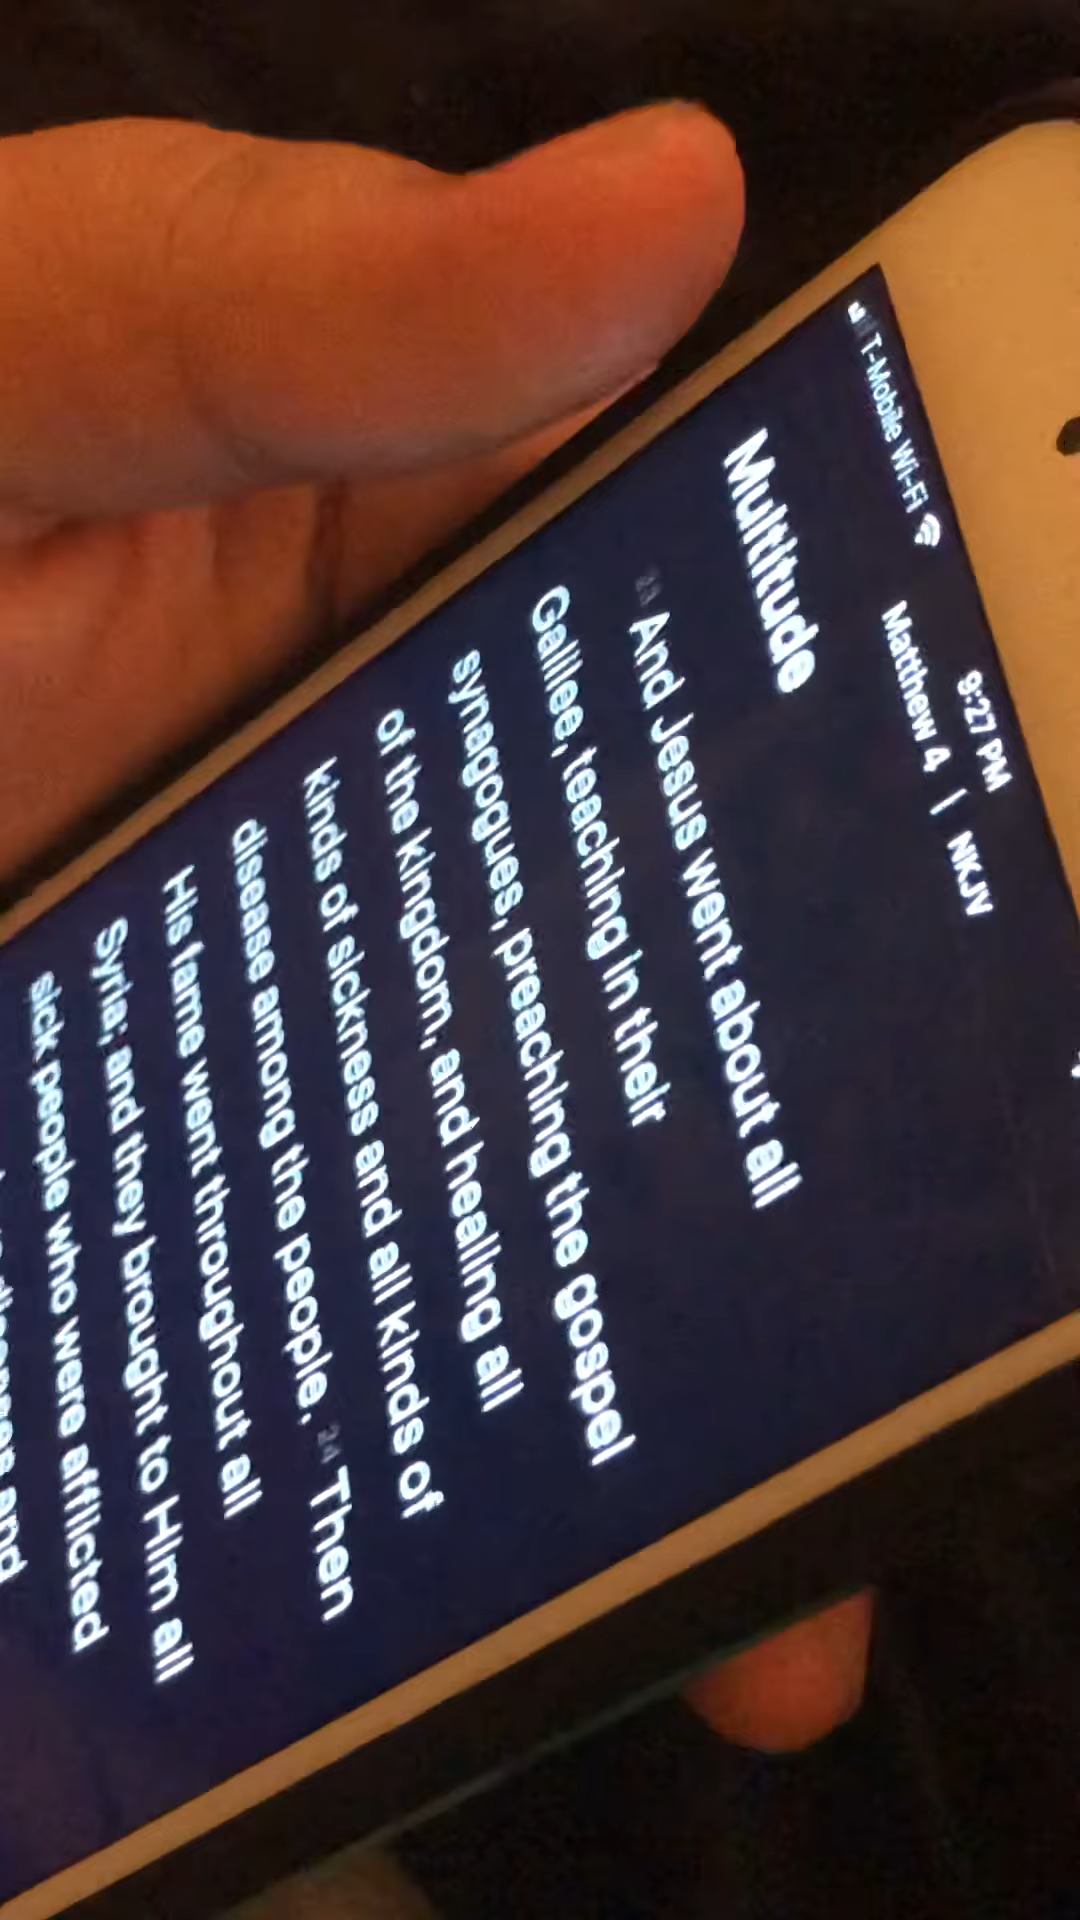 T-Mobile Wi-Fi 9:27 PM
Matthew 4 | NKJV
Multitude
23 And Jesus went about all
Galilee, teaching in their
synagogues, preaching the gospel
of the kingdom, and healing all
kinds of sickness and all kinds of
disease among the people. 24 Then
His fame went throughout all
Syria; and they brought to Him all
sick people who were afflicted
diseases and